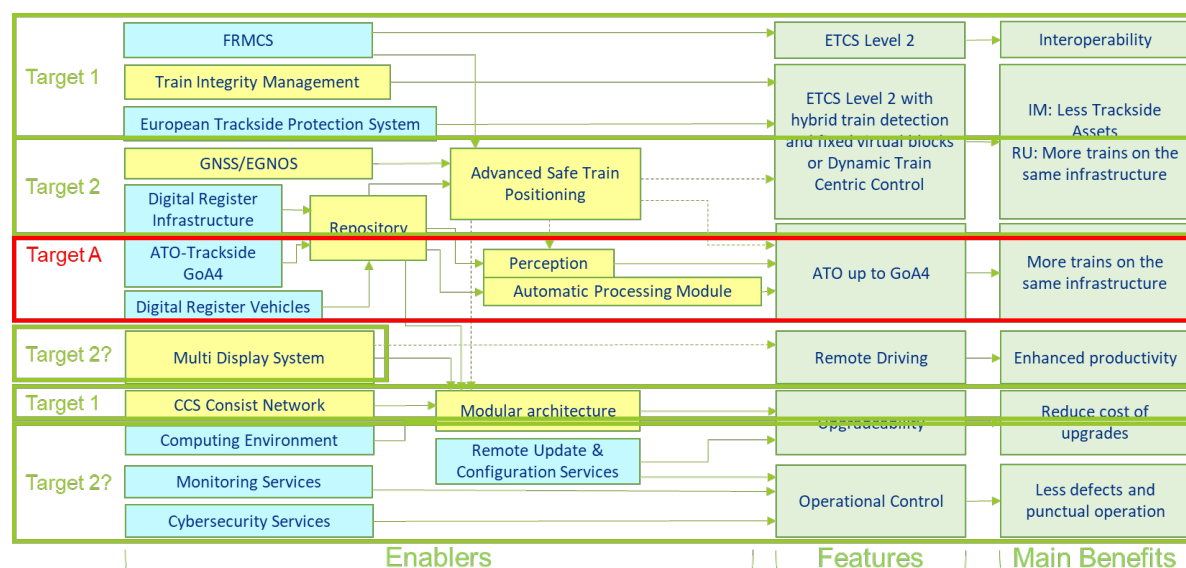 Target 1
FRMCS
ETCS Level 2
Interoperability
Train Integrity Management
European Trackside Protection System
ETCS Level 2 with
hybrid train detection
and fixed virtual blocks
or Dynamic Train
Centric Control
IM: Less Trackside
Assets
RU: More trains on the
same infrastructure
Target 2
GNSS/EGNOS
Advanced Safe Train
Positioning
Digital Register
Infrastructure
Repository
Target A
ATO-Trackside
GoA4
Perception
Automatic Processing Module
ATO up to GoA4
More trains on the
same infrastructure
Digital Register Vehicles
Target 2?
Multi Display System
Remote Driving
Enhanced productivity
Target 1
CCS Consist Network
Modular architecture
Upgradeability
Reduce cost of
upgrades
Target 2?
Computing Environment
Remote Update &
Configuration Services
Monitoring Services
Cybersecurity Services
Operational Control
Less defects and
punctual operation
Enablers
Features
Main Benefits